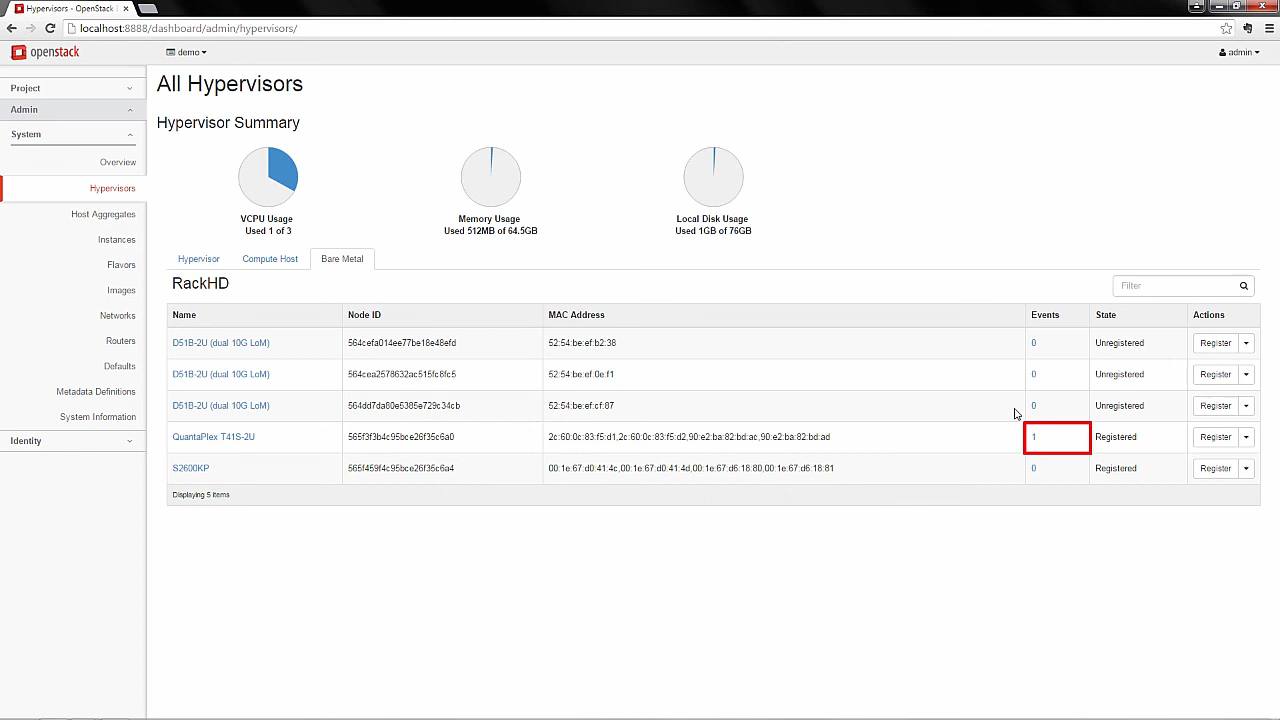 Hypervisors - OpenStack
localhost:8888/dashboard/admin/hypervisors/
openstack
demo
admin
Project
Admin
System
Overview
Hypervisors
Host Aggregates
Instances
Flavors
Images
Networks
Routers
Defaults
Metadata Definitions
System Information
Identity
All Hypervisors
Hypervisor Summary
VCPU Usage
Used 1 of 3
Memory Usage
Used 512MB of 64.5GB
Local Disk Usage
Used 1GB of 76GB
Hypervisor Compute Host Bare Metal
RackHD
Filter
Name Node ID MAC Address Events State Actions
D51B-2U (dual 10G LoM) 564cefa014ee77be18e48efd 52:54:be:ef:b2:38 0 Unregistered Register
D51B-2U (dual 10G LoM) 564cea2578632ac515fc8fc5 52:54:be:ef:0e:f1 0 Unregistered Register
D51B-2U (dual 10G LoM) 564dd7da80e5385e729c34cb 52:54:be:ef:cf:87 0 Unregistered Register
QuantaPlex T41S-2U 565f3f3b4c95bce26f35c6a0 2c:60:0c:83:f5:d1,2c:60:0c:83:f5:d2,90:e2:ba:82:bd:ac,90:e2:ba:82:bd:ad 1 Registered Register
S2600KP 565f459f4c95bce26f35c6a4 00:1e:67:d0:41:4c,00:1e:67:d0:41:4d,00:1e:67:d6:18:80,00:1e:67:d6:18:81 0 Registered Register
Displaying 5 items